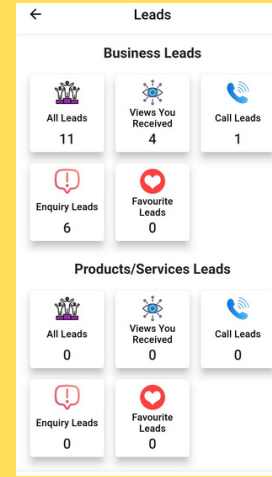 Leads
Business Leads
All Leads
11
Views You
Received
4
Call Leads
1
Enquiry Leads
6
Favourite
Leads
0
Products/Services Leads
All Leads
0
Views You
Received
0
Call Leads
0
Enquiry Leads
0
Favourite
Leads
0